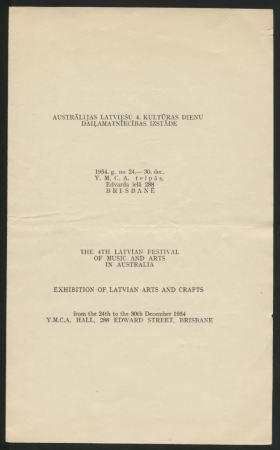 AUSTRĀLIJAS LATVIEŠU 4. KULTŪRAS DIENU
DAIĻAMATNIECĪBAS IZSTĀDE
1954. g. no 24.— 30. dec.
Y. M. C. A. telpās,
Edvarda ielā 288
BRISBANĒ
THE 4TH LATVIAN FESTIVAL
OF MUSIC AND ARTS
IN AUSTRALIA
EXHIBITION OF LATVIAN ARTS AND CRAFTS
from the 24th to the 30th December 1954
Y.M.C.A. HALL, 288 EDWARD STREET, BRISBANE